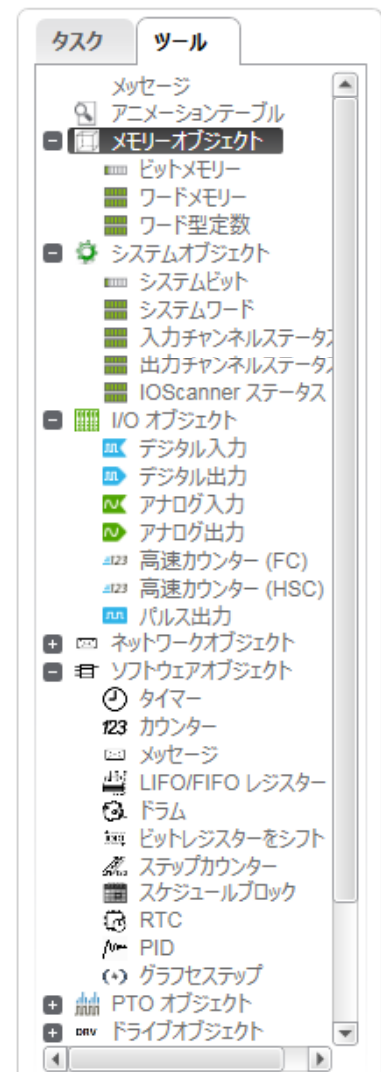 タスク ツール
メッセージ
アニメーションテーブル
メモリーオブジェクト
ビットメモリー
ワードメモリー
ワード型定数
システムオブジェクト
システムビット
システムワード
入力チャンネルステータス
出力チャンネルステータス
IOScanner ステータス
I/O オブジェクト
デジタル入力
デジタル出力
アナログ入力
アナログ出力
高速カウンター (FC)
高速カウンター (HSC)
パルス出力
ネットワークオブジェクト
ソフトウェアオブジェクト
タイマー
カウンター
メッセージ
LIFO/FIFO レジスター
ドラム
ビットレジスターをシフト
ステップカウンター
スケジュールブロック
RTC
PID
グラフセステップ
PTO オブジェクト
ドライブオブジェクト